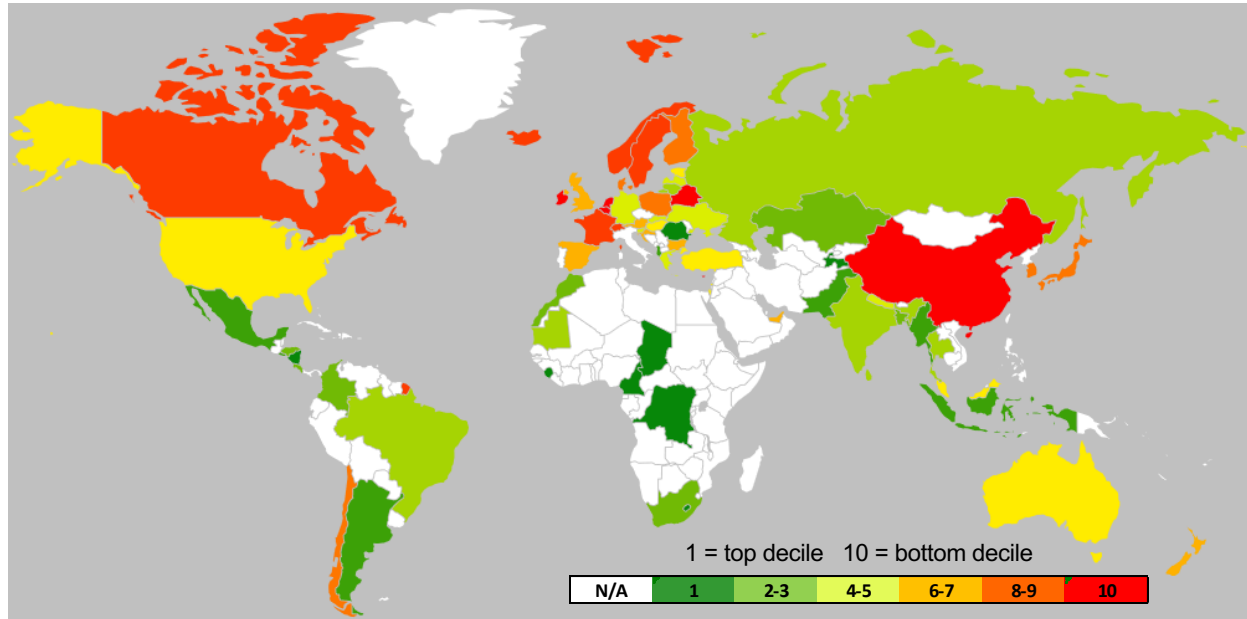 1 = top decile 10 = bottom decile
N/A 1 2-3 4-5 6-7 8-9 10